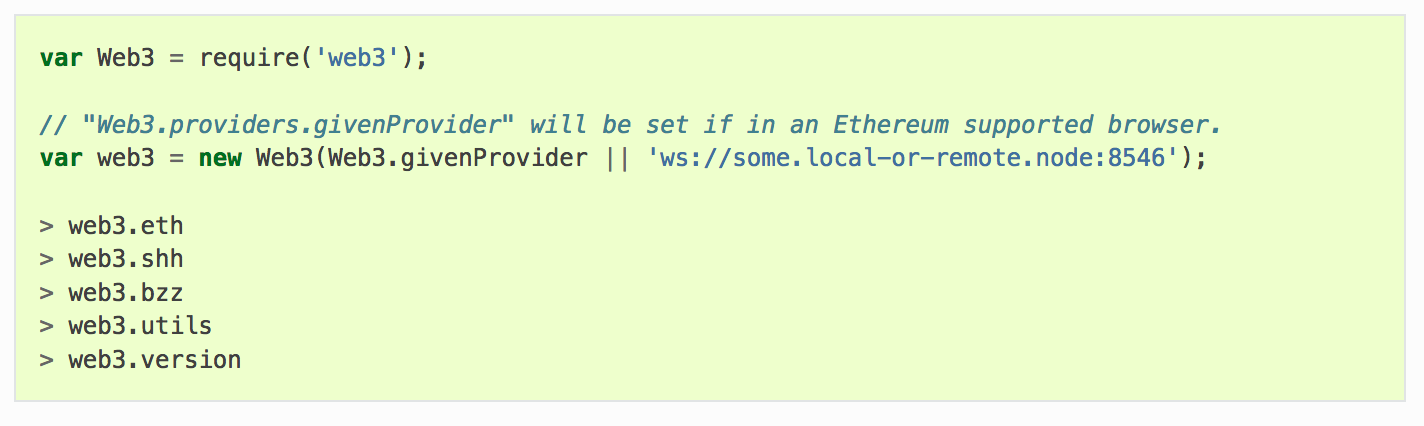 var Web3 = require('web3');
// "Web3.providers.givenProvider" will be set if in an Ethereum supported browser.
var web3 = new Web3(Web3.givenProvider || 'ws://some.local-or-remote.node:8546');
> web3.eth
> web3.shh
> web3.bzz
> web3.utils
> web3.version